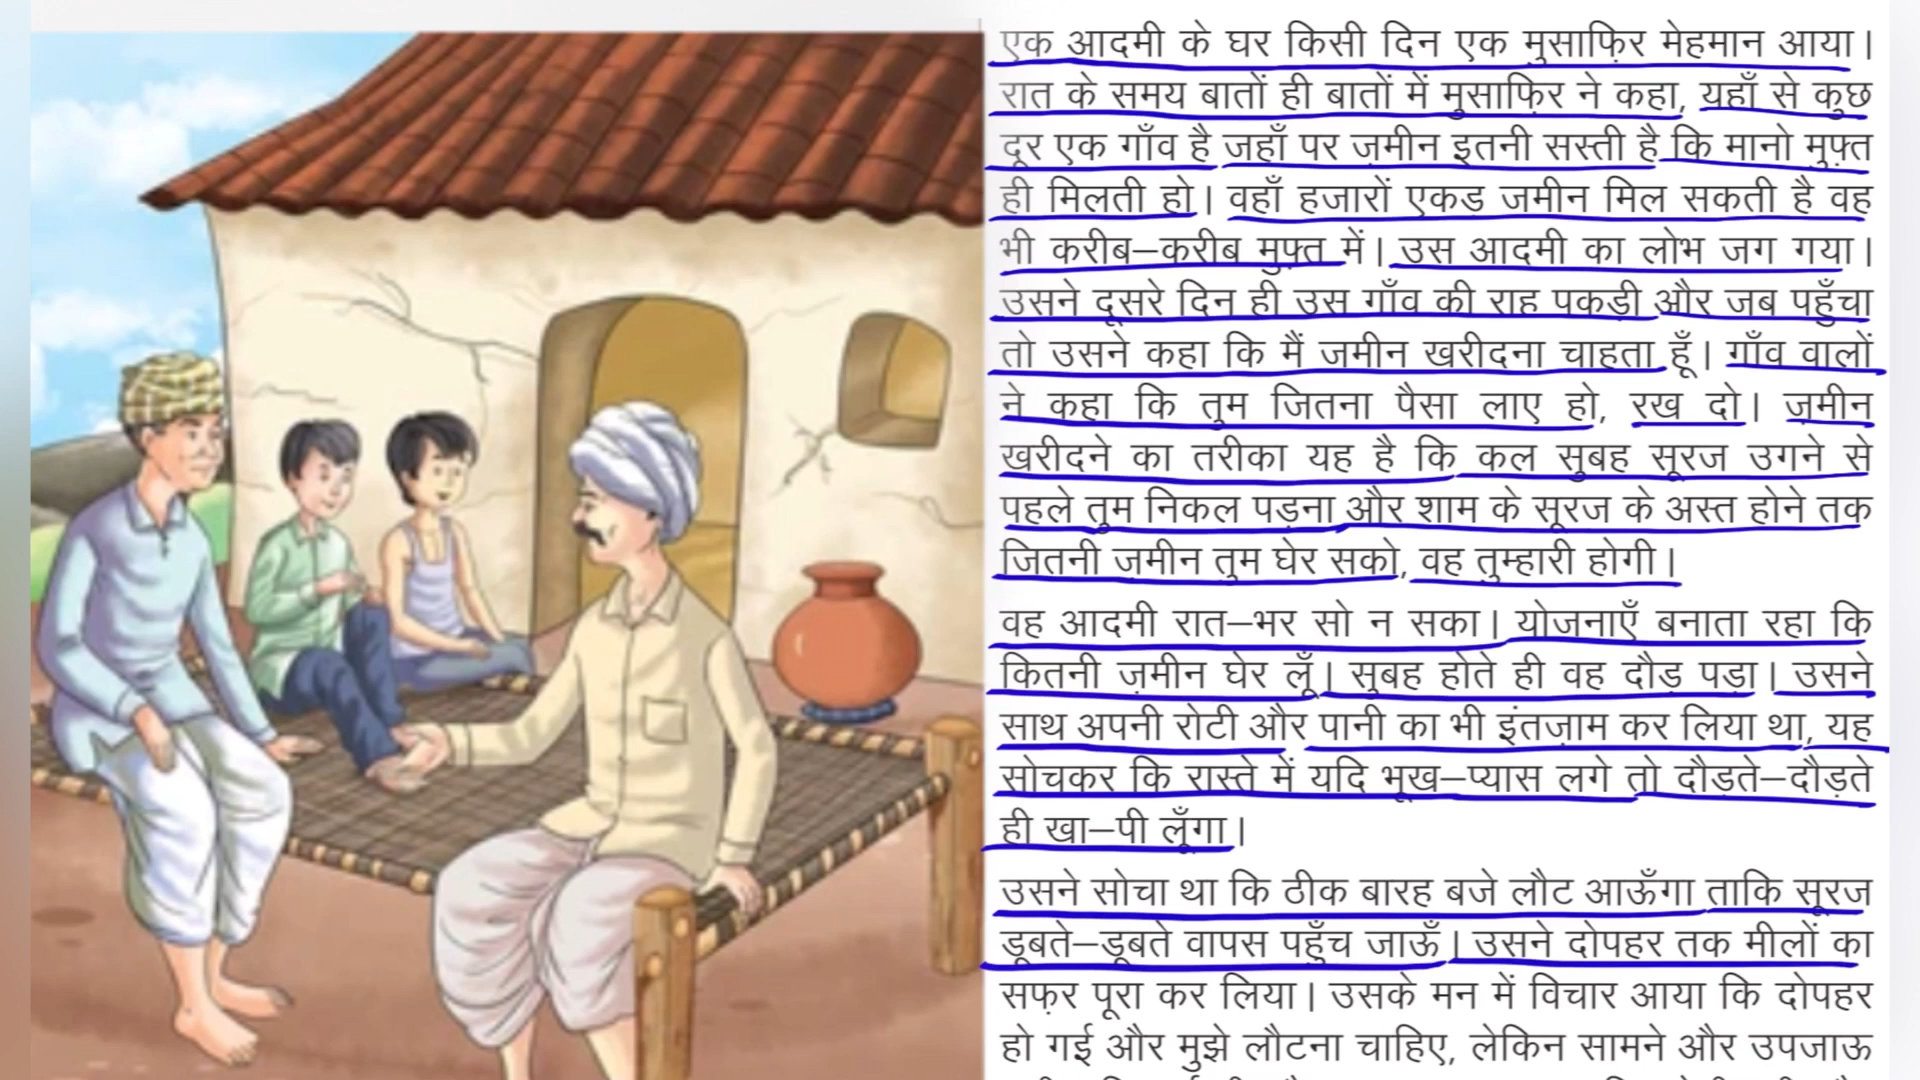 एक आदमी के घर किसी दिन एक मुसाफ़िर मेहमान आया।
रात के समय बातों ही बातों में मुसाफ़िर ने कहा, यहाँ से कुछ
दूर एक गाँव है जहाँ पर ज़मीन इतनी सस्ती है कि मानो मुफ़्त
ही मिलती हो। वहाँ हजारों एकड जमीन मिल सकती है वह
भी करीब–करीब मुफ़्त में। उस आदमी का लोभ जग गया।
उसने दूसरे दिन ही उस गाँव की राह पकड़ी और जब पहुँचा
तो उसने कहा कि मैं जमीन खरीदना चाहता हूँ। गाँव वालों
ने कहा कि तुम जितना पैसा लाए हो, रख दो। ज़मीन
खरीदने का तरीका यह है कि कल सुबह सूरज उगने से
पहले तुम निकल पड़ना और शाम के सूरज के अस्त होने तक
जितनी ज़मीन तुम घेर सको, वह तुम्हारी होगी।
वह आदमी रात–भर सो न सका। योजनाएँ बनाता रहा कि
कितनी ज़मीन घेर लूँ। सुबह होते ही वह दौड़ पड़ा। उसने
साथ अपनी रोटी और पानी का भी इंतज़ाम कर लिया था, यह
सोचकर कि रास्ते में यदि भूख–प्यास लगे तो दौड़ते–दौड़ते
ही खा–पी लूँगा।
उसने सोचा था कि ठीक बारह बजे लौट आऊँगा ताकि सूरज
डूबते–डूबते वापस पहुँच जाऊँ। उसने दोपहर तक मीलों का
सफ़र पूरा कर लिया। उसके मन में विचार आया कि दोपहर
हो गई और मुझे लौटना चाहिए, लेकिन सामने और उपजाऊ